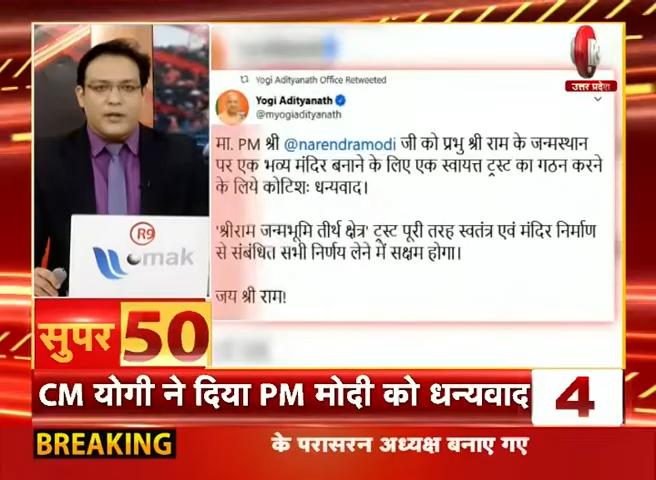 R9
उत्तर प्रदेश
Yogi Adityanath Office Retweeted
Yogi Adityanath
@myogiadityanath
मा. PM श्री @narendramodi जी को प्रभु श्री राम के जन्मस्थान
पर एक भव्य मंदिर बनाने के लिए एक स्वायत्त ट्रस्ट का गठन करने
के लिये कोटिशः धन्यवाद।
'श्रीराम जन्मभूमि तीर्थ क्षेत्र' ट्रस्ट पूरी तरह स्वतंत्र एवं मंदिर निर्माण
से संबंधित सभी निर्णय लेने में सक्षम होगा।
जय श्री राम!
R9
omak
सुपर 50
CM योगी ने दिया PM मोदी को धन्यवाद 4
BREAKING के परासरन अध्यक्ष बनाए गए